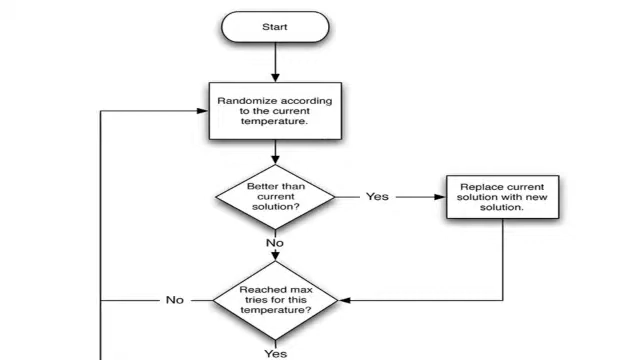 Start
Randomize according
to the current
temperature.
Better than
current
solution?
Yes
Replace current
solution with new
solution.
No
Reached max
tries for this
temperature?
No
Yes